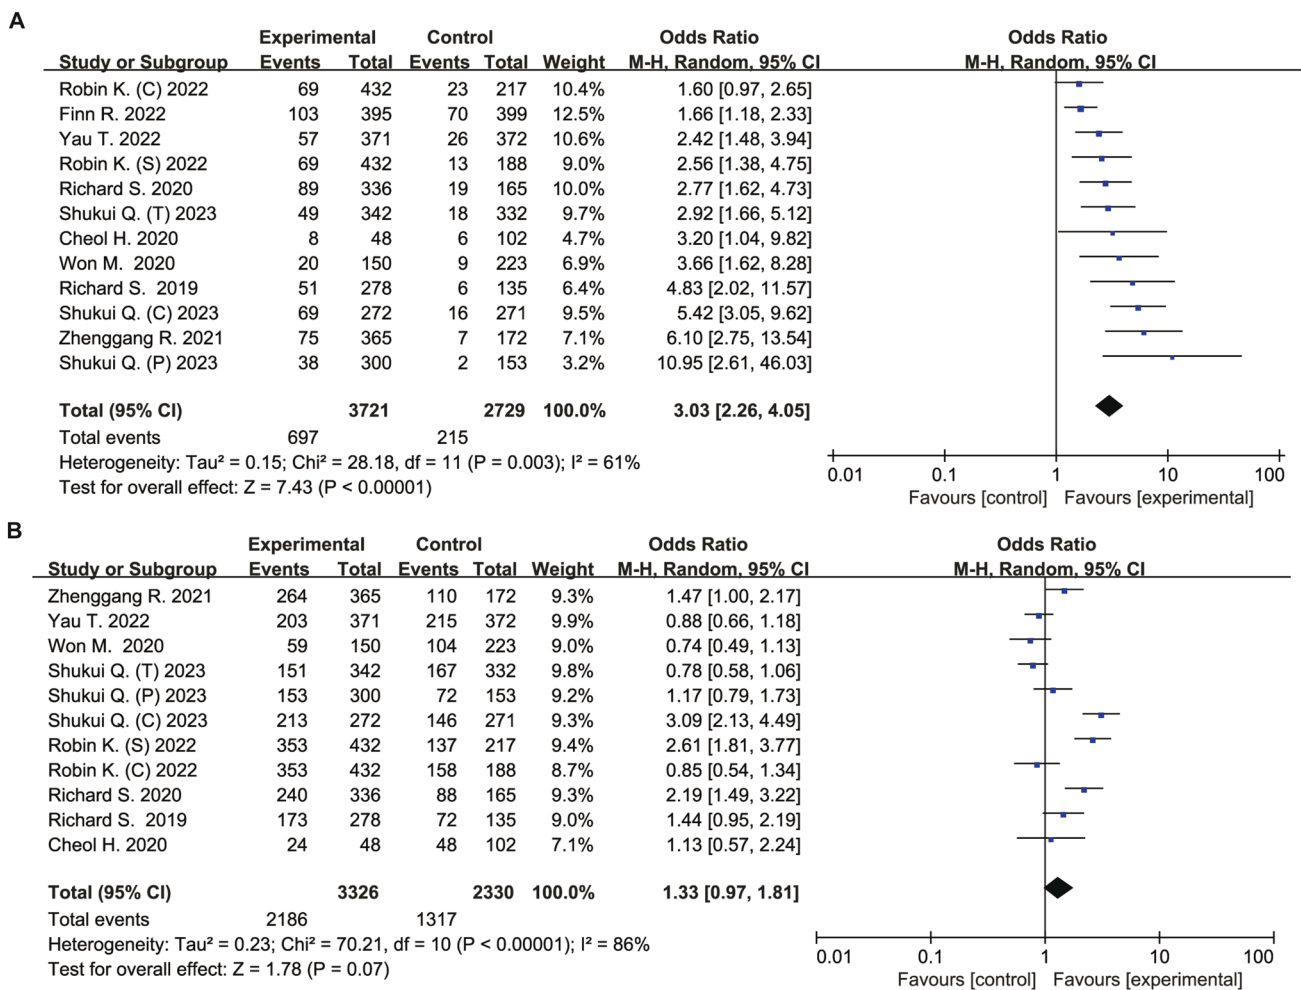 A
Experimental Control Odds Ratio Odds Ratio
Study or Subgroup Events Total Events Total Weight M-H, Random, 95% CI M-H, Random, 95% CI
Robin K. (C) 2022 69 432 23 217 10.4% 1.60 [0.97, 2.65]
Finn R. 2022 103 395 70 399 12.5% 1.66 [1.18, 2.33]
Yau T. 2022 57 371 26 372 10.6% 2.42 [1.48, 3.94]
Robin K. (S) 2022 69 432 13 188 9.0% 2.56 [1.38, 4.75]
Richard S. 2020 89 336 19 165 10.0% 2.77 [1.62, 4.73]
Shukui Q. (T) 2023 49 342 18 332 9.7% 2.92 [1.66, 5.12]
Cheol H. 2020 8 48 6 102 4.7% 3.20 [1.04, 9.82]
Won M. 2020 20 150 9 223 6.9% 3.66 [1.62, 8.28]
Richard S. 2019 51 278 6 135 6.4% 4.83 [2.02, 11.57]
Shukui Q. (C) 2023 69 272 16 271 9.5% 5.42 [3.05, 9.62]
Zhenggang R. 2021 75 365 7 172 7.1% 6.10 [2.75, 13.54]
Shukui Q. (P) 2023 38 300 2 153 3.2% 10.95 [2.61, 46.03]
Total (95% CI) 3721 2729 100.0% 3.03 [2.26, 4.05]
Total events 697 215
Heterogeneity: Tau² = 0.15; Chi² = 28.18, df = 11 (P = 0.003); I² = 61%
Test for overall effect: Z = 7.43 (P < 0.00001)
0.01 0.1 1 10 100
Favours [control] Favours [experimental]
B
Experimental Control Odds Ratio Odds Ratio
Study or Subgroup Events Total Events Total Weight M-H, Random, 95% CI M-H, Random, 95% CI
Zhenggang R. 2021 264 365 110 172 9.3% 1.47 [1.00, 2.17]
Yau T. 2022 203 371 215 372 9.9% 0.88 [0.66, 1.18]
Won M. 2020 59 150 104 223 9.0% 0.74 [0.49, 1.13]
Shukui Q. (T) 2023 151 342 167 332 9.8% 0.78 [0.58, 1.06]
Shukui Q. (P) 2023 153 300 72 153 9.2% 1.17 [0.79, 1.73]
Shukui Q. (C) 2023 213 272 146 271 9.3% 3.09 [2.13, 4.49]
Robin K. (S) 2022 353 432 137 217 9.4% 2.61 [1.81, 3.77]
Robin K. (C) 2022 353 432 158 188 8.7% 0.85 [0.54, 1.34]
Richard S. 2020 240 336 88 165 9.3% 2.19 [1.49, 3.22]
Richard S. 2019 173 278 72 135 9.0% 1.44 [0.95, 2.19]
Cheol H. 2020 24 48 48 102 7.1% 1.13 [0.57, 2.24]
Total (95% CI) 3326 2330 100.0% 1.33 [0.97, 1.81]
Total events 2186 1317
Heterogeneity: Tau² = 0.23; Chi² = 70.21, df = 10 (P < 0.00001); I² = 86%
Test for overall effect: Z = 1.78 (P = 0.07)
0.01 0.1 1 10 100
Favours [control] Favours [experimental]